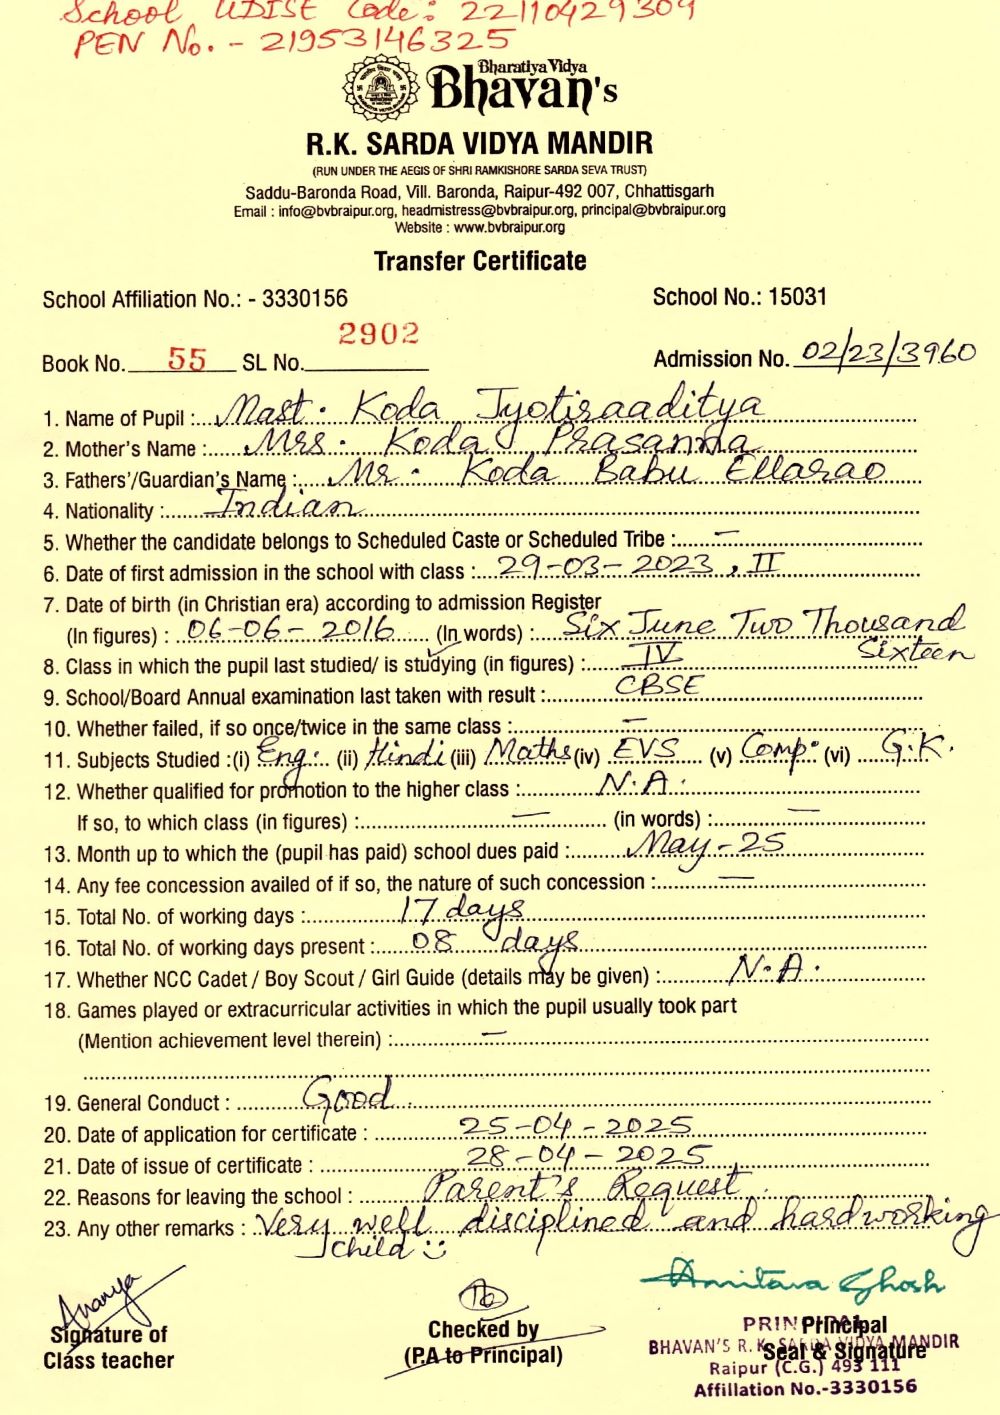 School UDISE Code: 22110429309
PEN No. - 21953146325
Bharatiya Vidya
Bhavan's
R.K. SARDA VIDYA MANDIR
(RUN UNDER THE AEGIS OF SHRI RAMKISHORE SARDA SEVA TRUST)
Saddu-Baronda Road, Vill. Baronda, Raipur-492 007, Chhattisgarh
Email : info@bvbraipur.org, headmistress@bvbraipur.org, principal@bvbraipur.org
Website : www.bvbraipur.org
Transfer Certificate
School Affiliation No.: - 3330156 School No.: 15031
Book No. 55 SL No. 2902 Admission No. 02/23/3960
1. Name of Pupil : Mast. Koda Jyotiraaditya
2. Mother's Name : Mrs. Koda Prasanna
3. Fathers'/Guardian's Name : Mr. Koda Babu Ellarao
4. Nationality : Indian
5. Whether the candidate belongs to Scheduled Caste or Scheduled Tribe : —
6. Date of first admission in the school with class : 29-03-2023, II
7. Date of birth (in Christian era) according to admission Register
(In figures) : 06-06-2016 (In words) : Six June Two Thousand Sixteen
8. Class in which the pupil last studied/ is studying (in figures) : IV
9. School/Board Annual examination last taken with result : CBSE
10. Whether failed, if so once/twice in the same class : —
11. Subjects Studied :(i) Eng. (ii) Hindi (iii) Maths (iv) EVS (v) Comp. (vi) G.K.
12. Whether qualified for promotion to the higher class : N.A.
If so, to which class (in figures) : — (in words) : —
13. Month up to which the (pupil has paid) school dues paid : May-25
14. Any fee concession availed of if so, the nature of such concession : —
15. Total No. of working days : 17 days
16. Total No. of working days present : 08 days
17. Whether NCC Cadet / Boy Scout / Girl Guide (details may be given) : N.A.
18. Games played or extracurricular activities in which the pupil usually took part
(Mention achievement level therein) : —
19. General Conduct : Good.
20. Date of application for certificate : 25-04-2025
21. Date of issue of certificate : 28-04-2025
22. Reasons for leaving the school : Parent's Request.
23. Any other remarks : Very well disciplined and hardworking
child
Ananya
Amitava Ghosh
Signature of
Class teacher
Checked by
(P.A to Principal)
Principal
Seal & Signature
PRINCIPAL
BHAVAN'S R.K. SARDA VIDYA MANDIR
Raipur (C.G.) 493 111
Affillation No.-3330156